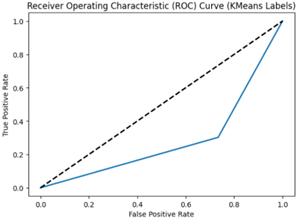 Receiver Operating Characteristic (ROC) Curve (KMeans Labels)
1.0
0.8
0.6
0.4
0.2
0.0
True Positive Rate
0.0 0.2 0.4 0.6 0.8 1.0
False Positive Rate